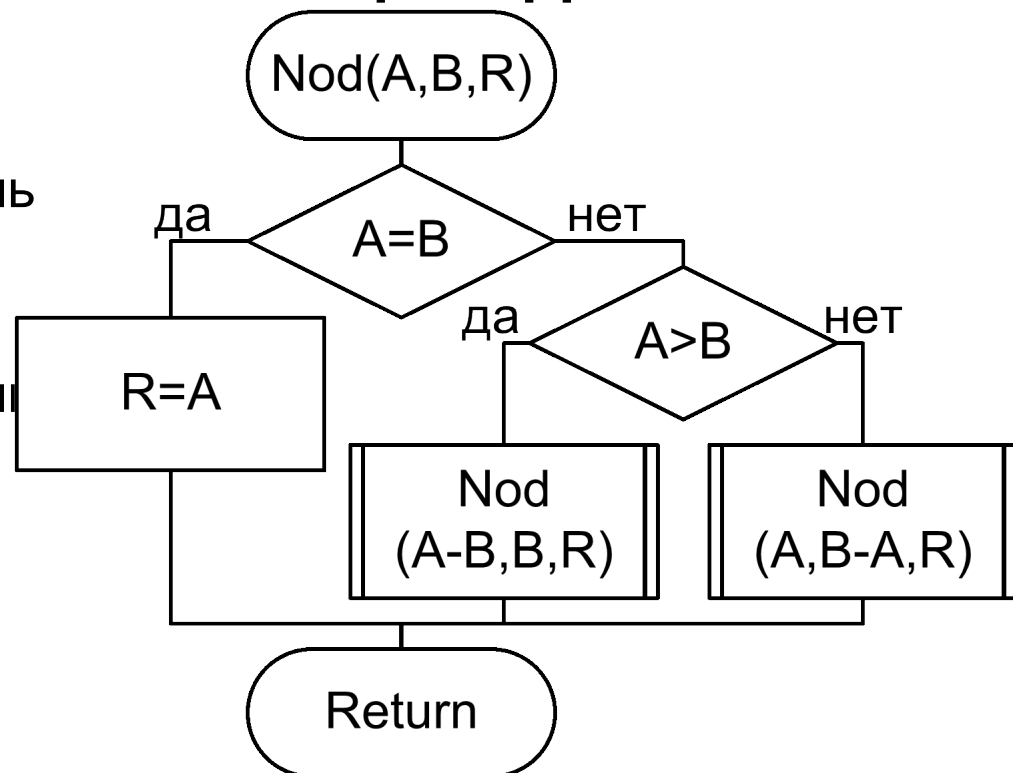 Nod(A,B,R)
да
A=B
нет
да
A>B
нет
R=A
Nod
(A-B,B,R)
Nod
(A,B-A,R)
Return